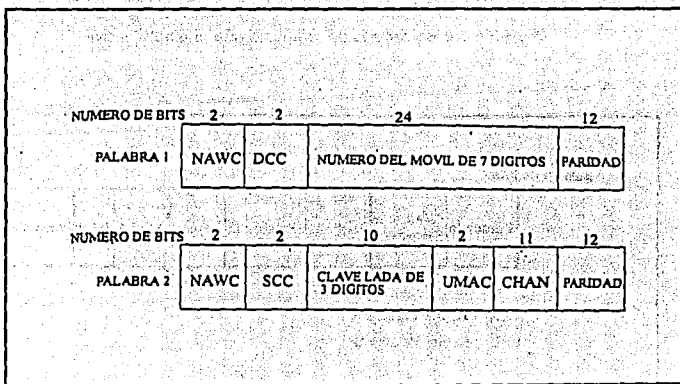 NUMERO DE BITS 2 2 24 12
PALABRA 1 NAWC DCC NUMERO DEL MOVIL DE 7 DIGITOS PARIDAD
NUMERO DE BITS 2 2 10 2 11 12
PALABRA 2 NAWC SCC CLAVE LADA DE 3 DIGITOS UMAC CHAN PARIDAD